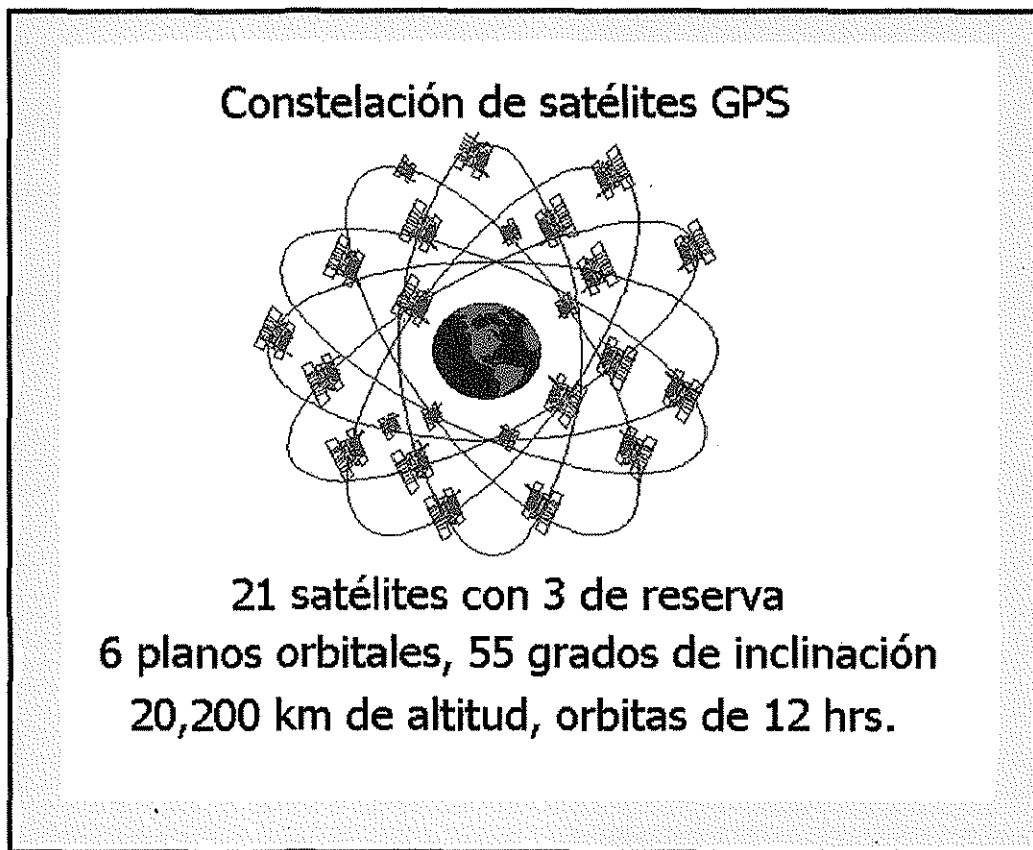 Constelación de satélites GPS
21 satélites con 3 de reserva
6 planos orbitales, 55 grados de inclinación
20,200 km de altitud, orbitas de 12 hrs.